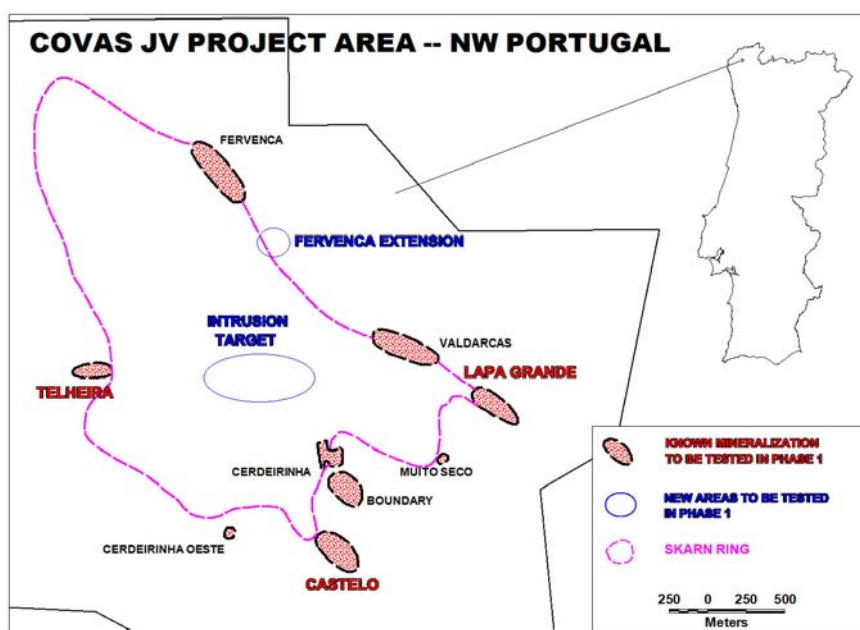 COVAS JV PROJECT AREA -- NW PORTUGAL
FERVENCA
FERVENCA EXTENSION
INTRUSION
TARGET
VALDARCAS
LAPA GRANDE
TELHEIRA
CERDEIRINHA
MUITO SECO
BOUNDARY
CERDEIRINHA OESTE
CASTELO
KNOWN MINERALIZATION
TO BE TESTED IN PHASE 1
NEW AREAS TO BE TESTED
IN PHASE 1
SKARN RING
250 0 250 500
Meters